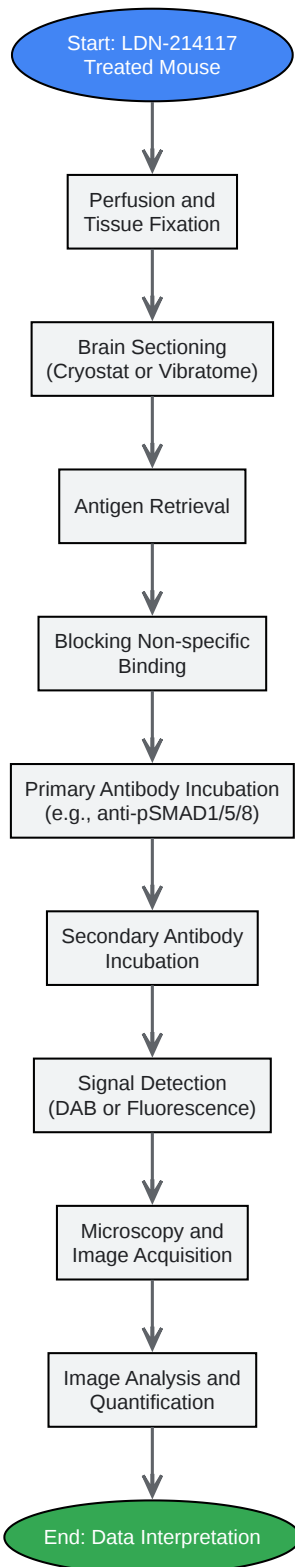 Start: LDN-214117
Treated Mouse
Perfusion and
Tissue Fixation
Brain Sectioning
(Cryostat or Vibratome)
Antigen Retrieval
Blocking Non-specific
Binding
Primary Antibody Incubation
(e.g., anti-pSMAD1/5/8)
Secondary Antibody
Incubation
Signal Detection
(DAB or Fluorescence)
Microscopy and
Image Acquisition
Image Analysis and
Quantification
End: Data Interpretation